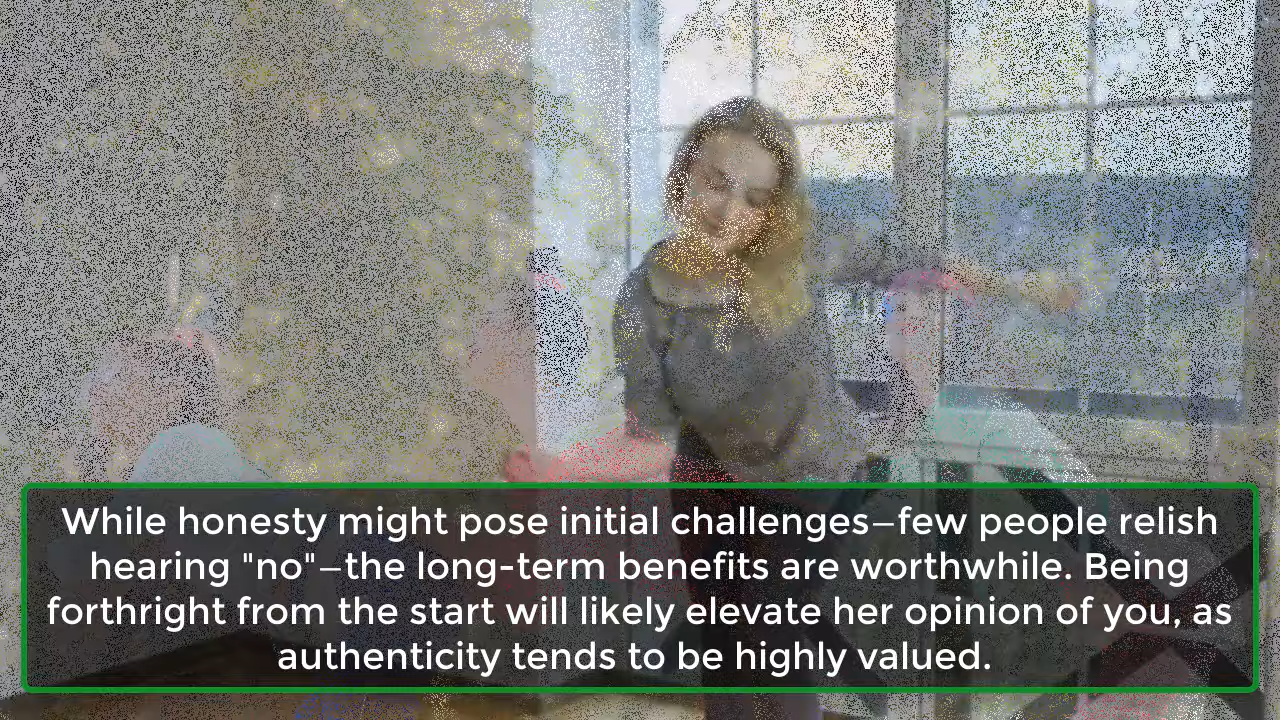 While honesty might pose initial challenges–few people relish
hearing "no"–the long-term benefits are worthwhile. Being
forthright from the start will likely elevate her opinion of you, as
authenticity tends to be highly valued.